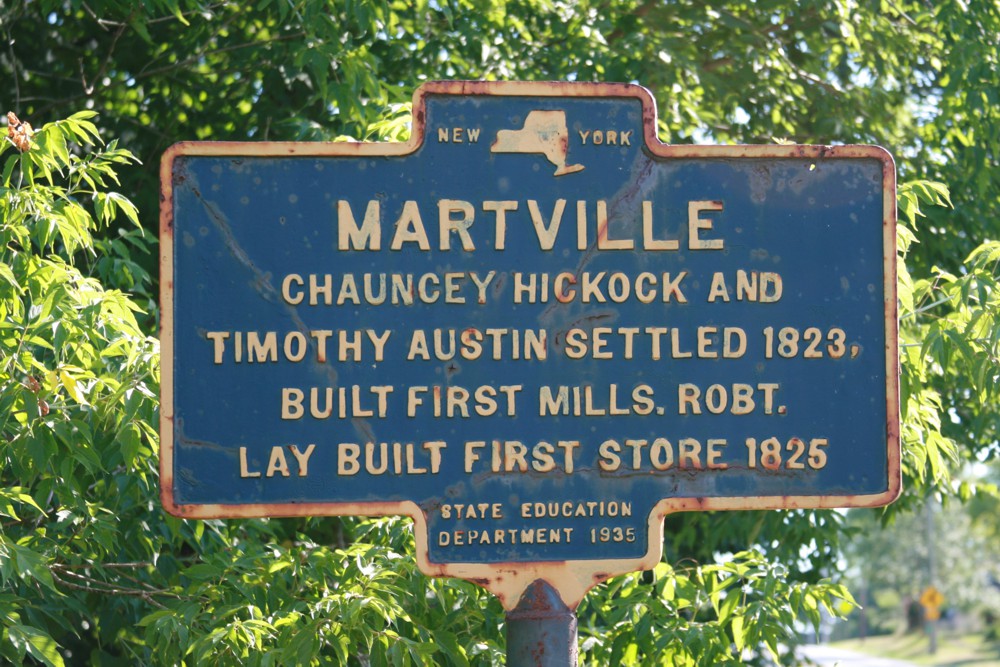 NEW YORK
MARTVILLE
CHAUNCEY HICKOCK AND
TIMOTHY AUSTIN SETTLED 1823,
BUILT FIRST MILLS. ROBT.
LAY BUILT FIRST STORE 1825
STATE EDUCATION
DEPARTMENT 1935